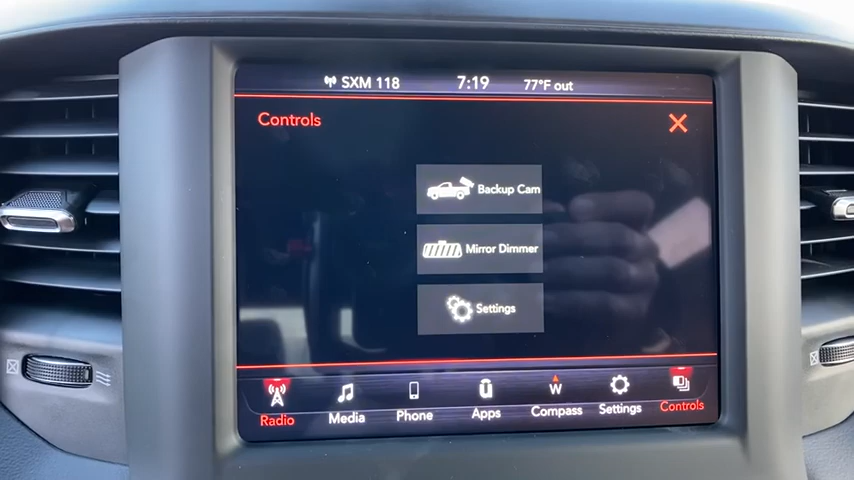 SXM 118 7:19 77°F out
Controls
Backup Cam
Mirror Dimmer
Settings
W
Radio Media Phone Apps Compass Settings Controls